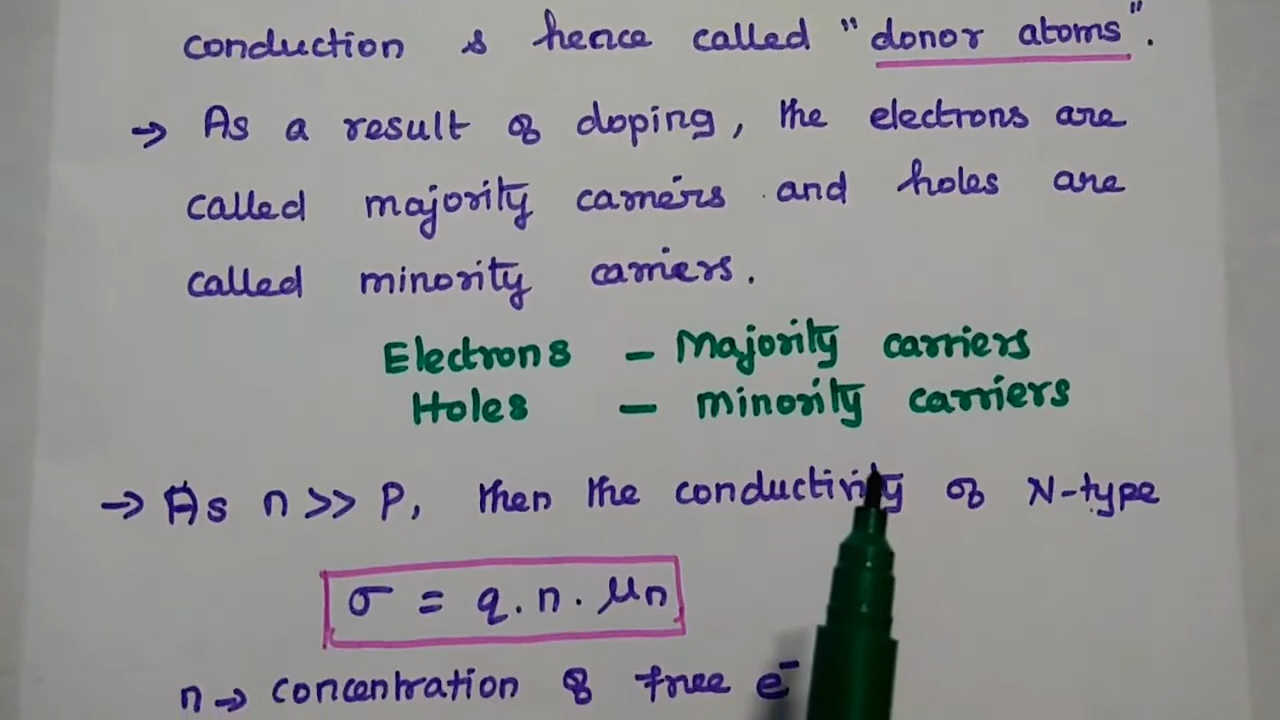 conduction & hence called "donor atoms".
→ As a result of doping, the electrons are
called majority carriers and holes are
called minority carriers.
Electrons - Majority carriers
Holes - minority carriers
→ As n >> P, then the conductivity of N-type
σ = q.n.μn
n → concentration of free e⁻